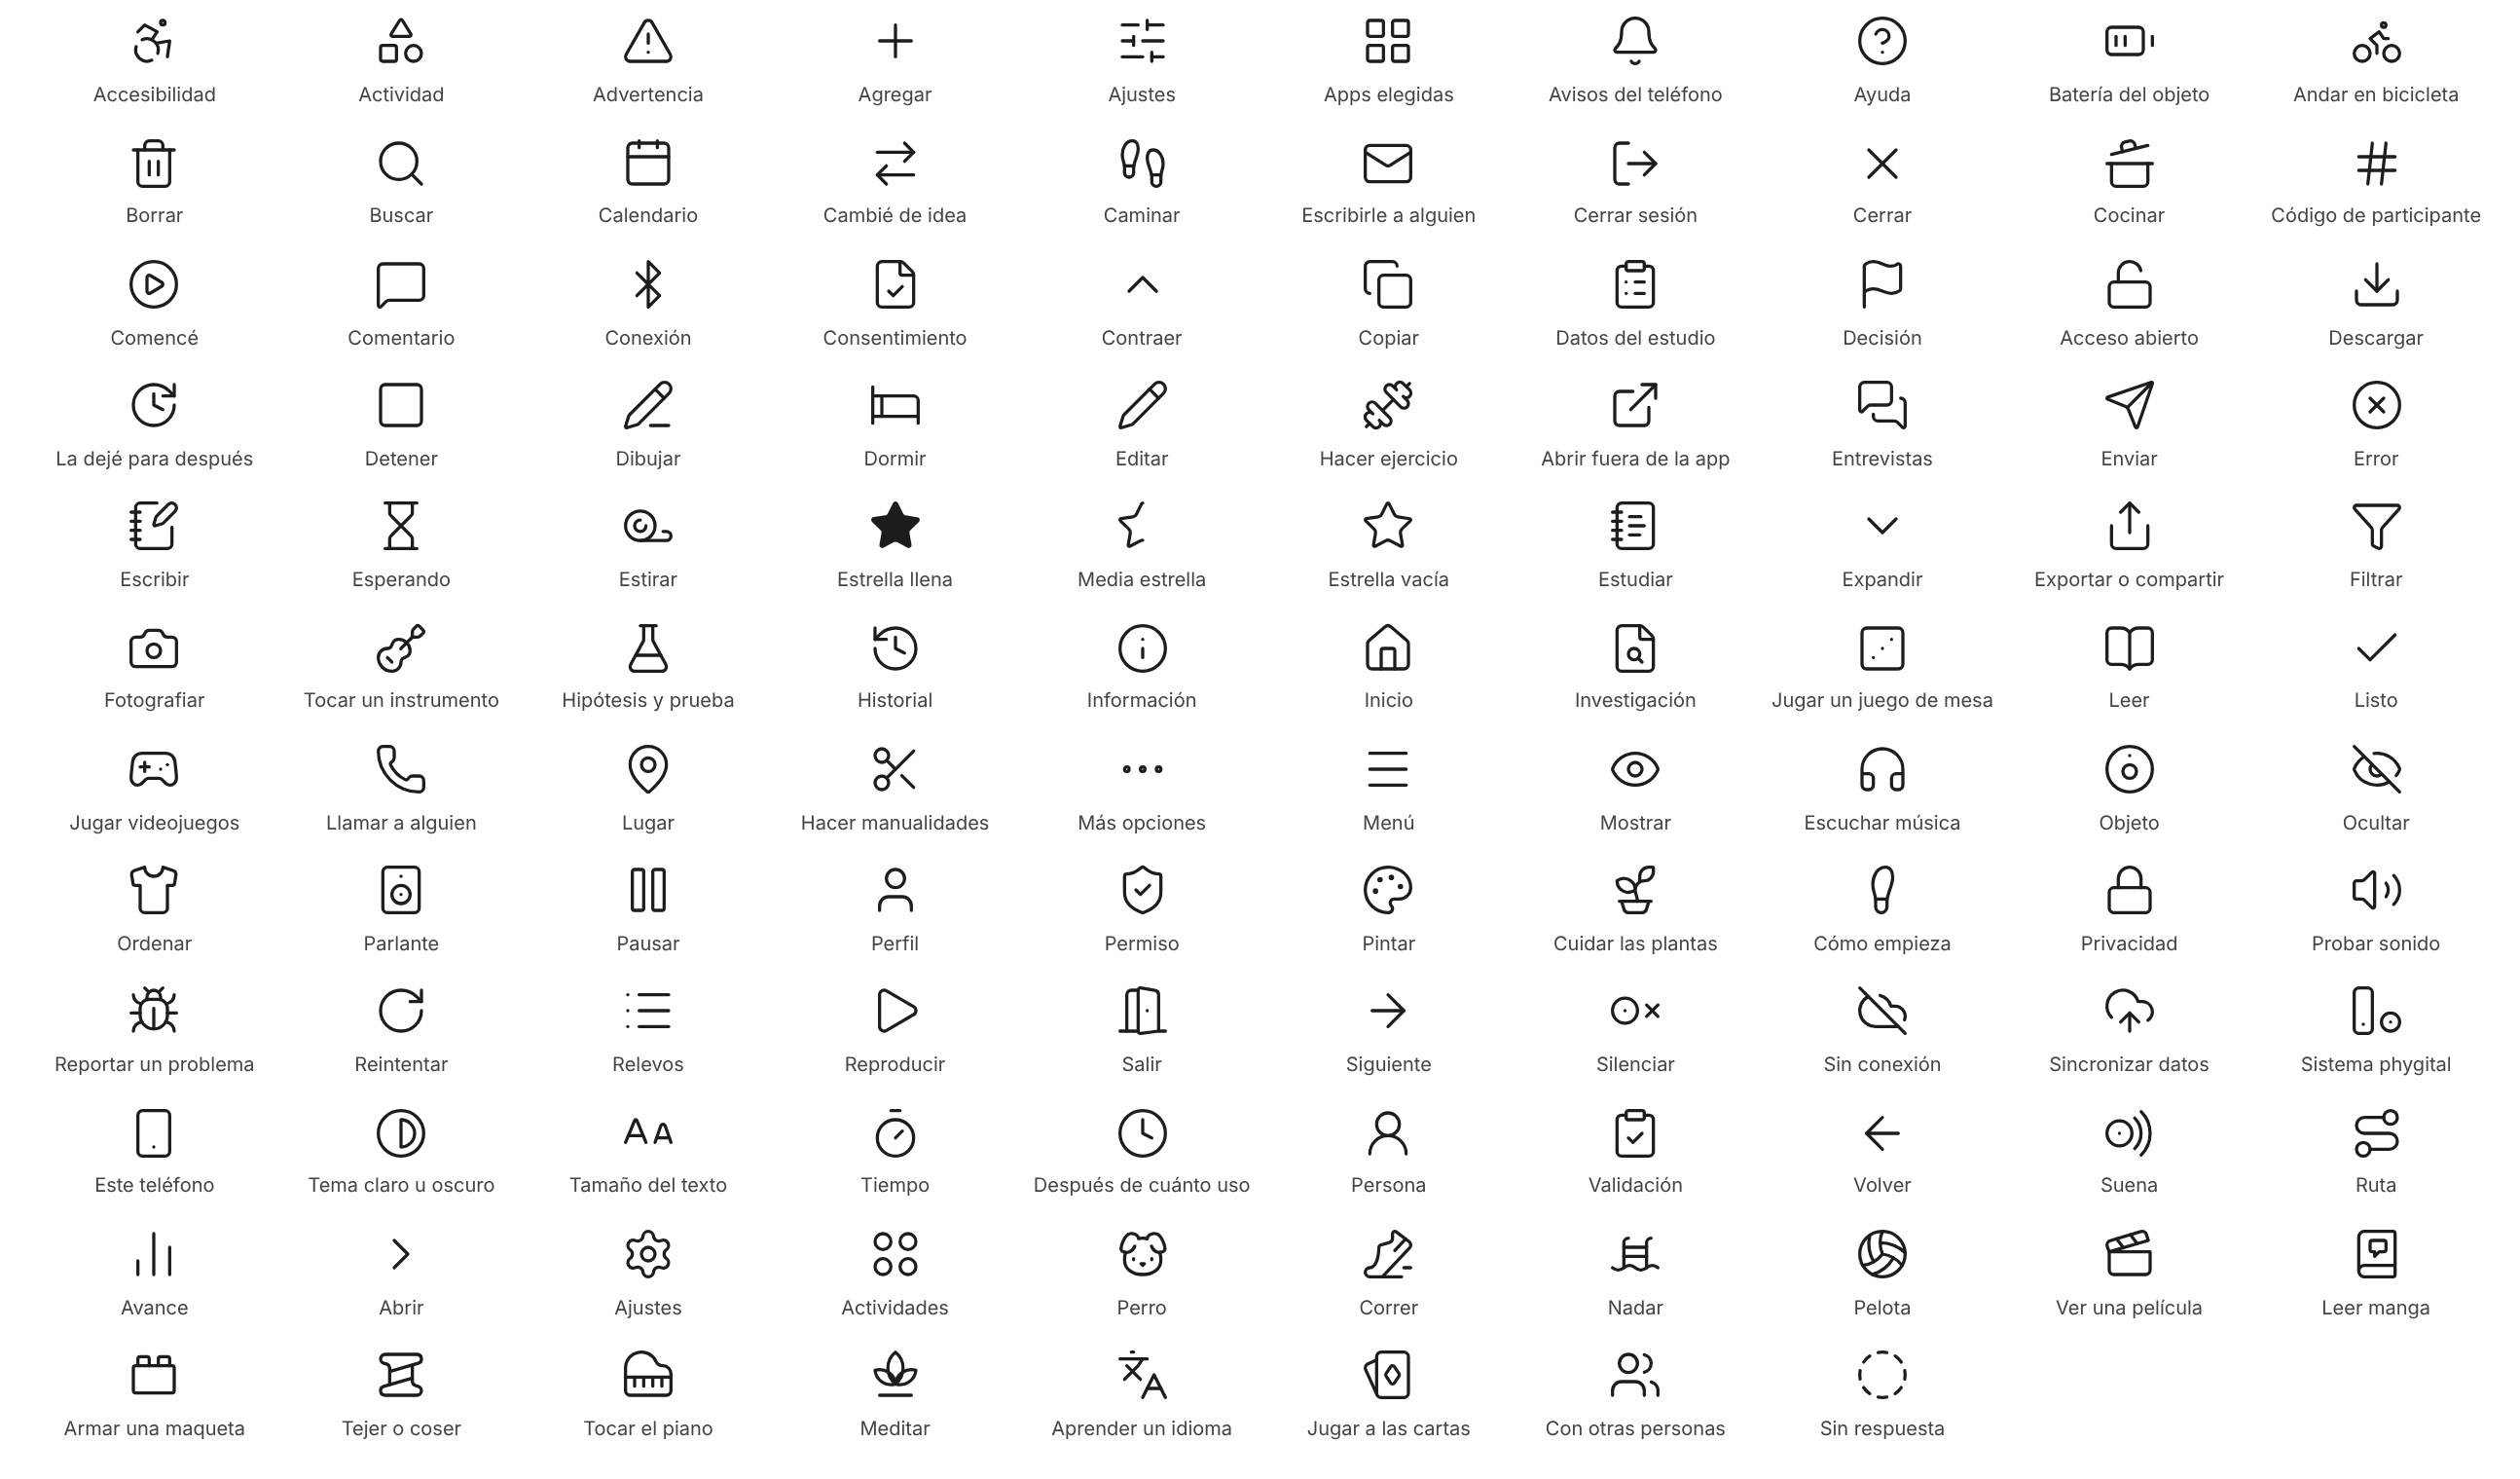 Accesibilidad
Actividad
Advertencia
Agregar
Ajustes
Apps elegidas
Avisos del teléfono
Ayuda
Batería del objeto
Andar en bicicleta
Borrar
Buscar
Calendario
Cambié de idea
Caminar
Escribirle a alguien
Cerrar sesión
Cerrar
Cocinar
Código de participante
Comencé
Comentario
Conexión
Consentimiento
Contraer
Copiar
Datos del estudio
Decisión
Acceso abierto
Descargar
La dejé para después
Detener
Dibujar
Dormir
Editar
Hacer ejercicio
Abrir fuera de la app
Entrevistas
Enviar
Error
Escribir
Esperando
Estirar
Estrella llena
Media estrella
Estrella vacía
Estudiar
Expandir
Exportar o compartir
Filtrar
Fotografiar
Tocar un instrumento
Hipótesis y prueba
Historial
Información
Inicio
Investigación
Jugar un juego de mesa
Leer
Listo
Jugar videojuegos
Llamar a alguien
Lugar
Hacer manualidades
Más opciones
Menú
Mostrar
Escuchar música
Objeto
Ocultar
Ordenar
Parlante
Pausar
Perfil
Permiso
Pintar
Cuidar las plantas
Cómo empieza
Privacidad
Probar sonido
Reportar un problema
Reintentar
Relevos
Reproducir
Salir
Siguiente
Silenciar
Sin conexión
Sincronizar datos
Sistema phygital
Este teléfono
Tema claro u oscuro
Tamaño del texto
Tiempo
Después de cuánto uso
Persona
Validación
Volver
Suena
Ruta
Avance
Abrir
Ajustes
Actividades
Perro
Correr
Nadar
Pelota
Ver una película
Leer manga
Armar una maqueta
Tejer o coser
Tocar el piano
Meditar
Aprender un idioma
Jugar a las cartas
Con otras personas
Sin respuesta